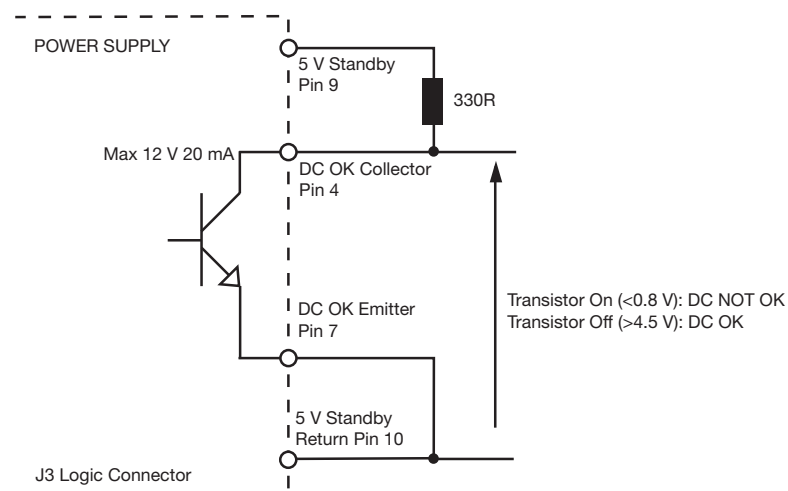 POWER SUPPLY
5 V Standby
Pin 9
330R
Max 12 V 20 mA
DC OK Collector
Pin 4
Transistor On (<0.8 V): DC NOT OK
Transistor Off (>4.5 V): DC OK
DC OK Emitter
Pin 7
5 V Standby
Return Pin 10
J3 Logic Connector